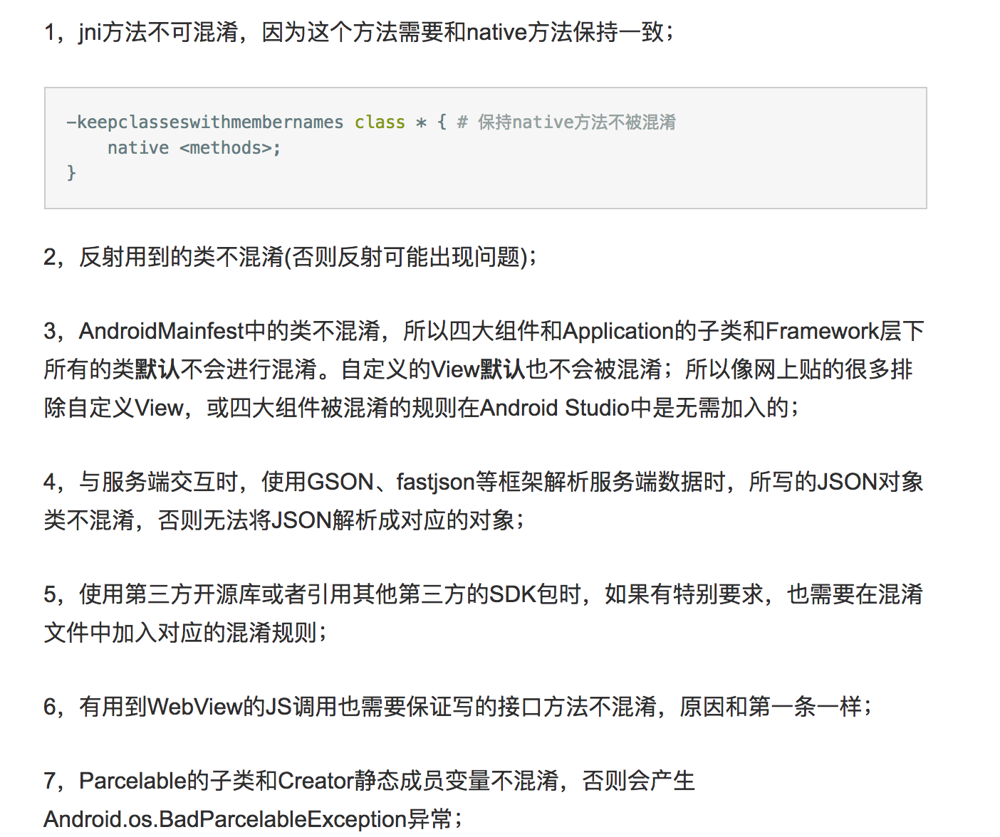 1，jni方法不可混淆，因为这个方法需要和native方法保持一致；
-keepclasseswithmembernames class * { # 保持native方法不被混淆
    native <methods>;
}
2，反射用到的类不混淆(否则反射可能出现问题)；
3，AndroidMainfest中的类不混淆，所以四大组件和Application的子类和Framework层下
所有的类默认不会进行混淆。自定义的View默认也不会被混淆；所以像网上贴的很多排
除自定义View，或四大组件被混淆的规则在Android Studio中是无需加入的；
4，与服务端交互时，使用GSON、fastjson等框架解析服务端数据时，所写的JSON对象
类不混淆，否则无法将JSON解析成对应的对象；
5，使用第三方开源库或者引用其他第三方的SDK包时，如果有特别要求，也需要在混淆
文件中加入对应的混淆规则；
6，有用到WebView的JS调用也需要保证写的接口方法不混淆，原因和第一条一样；
7，Parcelable的子类和Creator静态成员变量不混淆，否则会产生
Android.os.BadParcelableException异常；